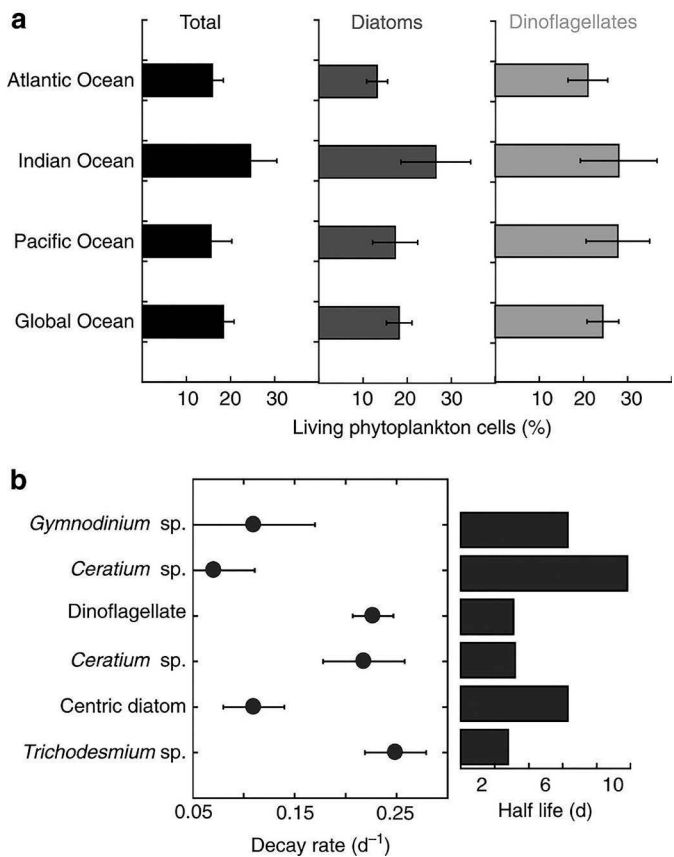 a
Total Diatoms Dinoflagellates
Atlantic Ocean
Indian Ocean
Pacific Ocean
Global Ocean
10 20 30 10 20 30 10 20 30
Living phytoplankton cells (%)
b
Gymnodinium sp.
Ceratium sp.
Dinoflagellate
Ceratium sp.
Centric diatom
Trichodesmium sp.
0.05 0.15 0.25 2 6 10
Decay rate (d⁻¹) Half life (d)